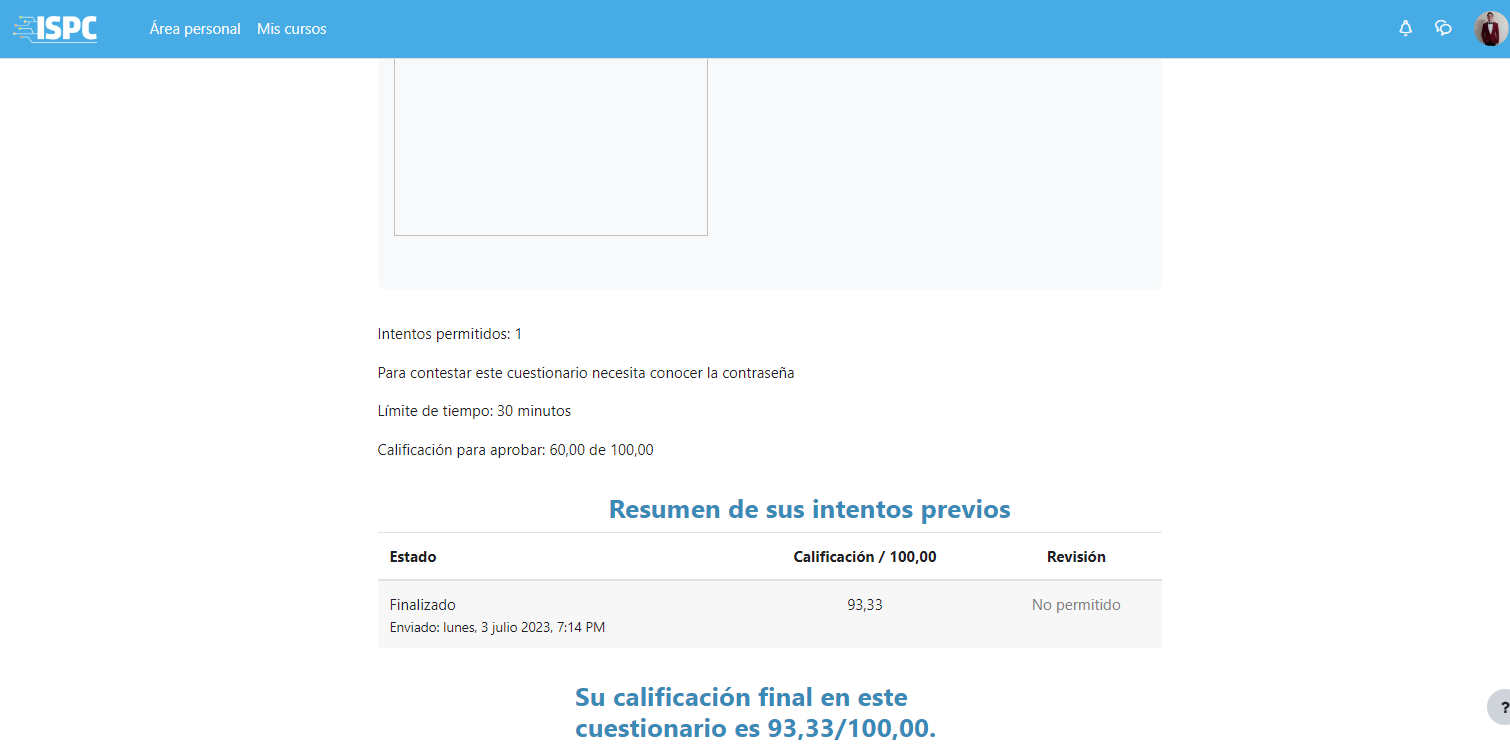 ISPC
Área personal Mis cursos
Intentos permitidos: 1
Para contestar este cuestionario necesita conocer la contraseña
Límite de tiempo: 30 minutos
Calificación para aprobar: 60,00 de 100,00
Resumen de sus intentos previos
Estado Calificación / 100,00 Revisión
Finalizado 93,33 No permitido
Enviado: lunes, 3 julio 2023, 7:14 PM
Su calificación final en este
cuestionario es 93,33/100,00.
?